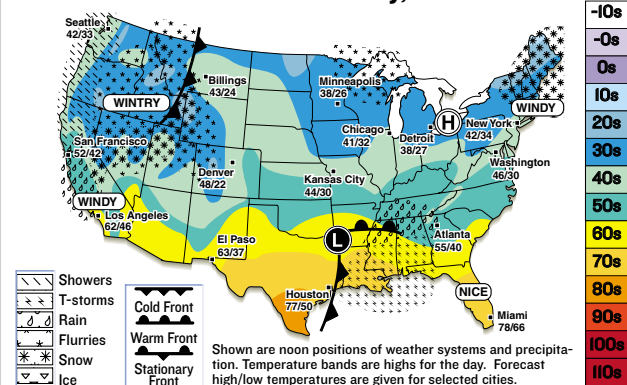 Seattle
42/33
Billings
43/24
Minneapolis
38/26
WINTRY
WINDY
H
New York
42/34
Chicago
41/32
Detroit
38/27
San Francisco
52/42
Washington
46/30
Denver
48/22
Kansas City
44/30
WINDY
Los Angeles
62/46
El Paso
63/37
L
Atlanta
55/40
Houston
77/50
NICE
Miami
78/66
Showers
T-storms
Rain
Flurries
Snow
Ice
Cold Front
Warm Front
Stationary
Front
Shown are noon positions of weather systems and precipita-
tion. Temperature bands are highs for the day. Forecast
high/low temperatures are given for selected cities.
-10s
-0s
0s
10s
20s
30s
40s
50s
60s
70s
80s
90s
100s
110s